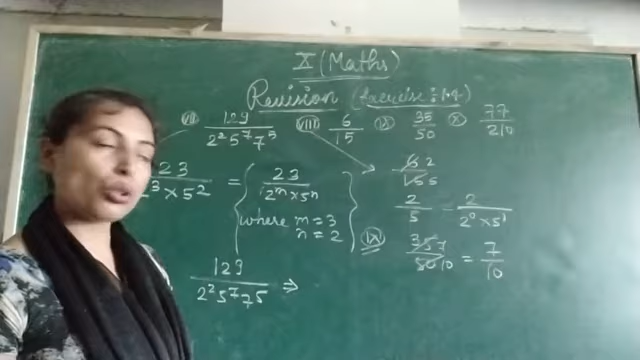 X (Maths)
Revision (Exercise: 1.4)
(vii) 129/2²5⁷7⁵ (viii) 6/15 (ix) 35/50 (x) 77/210
23/2³×5² = { 23/2ᵐ×5ⁿ where m = 3 n = 2 }
6 2/15 5
2/5 - 2/2⁰×5¹
(ix) 35 7/50 10 = 7/10
129/2²5⁷7⁵ ⇒